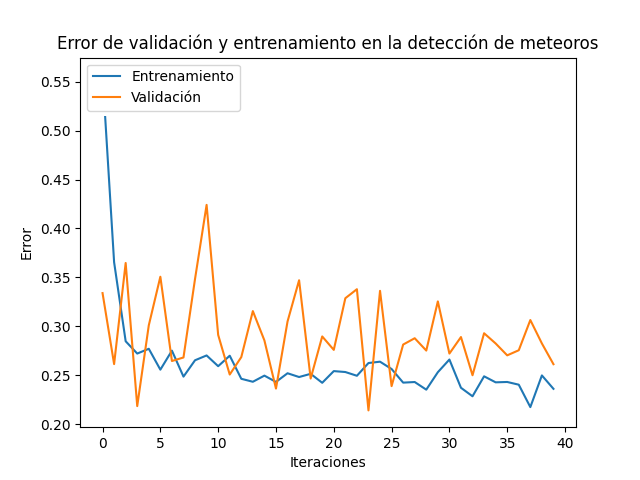 Error de validación y entrenamiento en la detección de meteoros
Entrenamiento
Validación
0.55
0.50
0.45
0.40
0.35
0.30
0.25
0.20
Error
0 5 10 15 20 25 30 35 40
Iteraciones